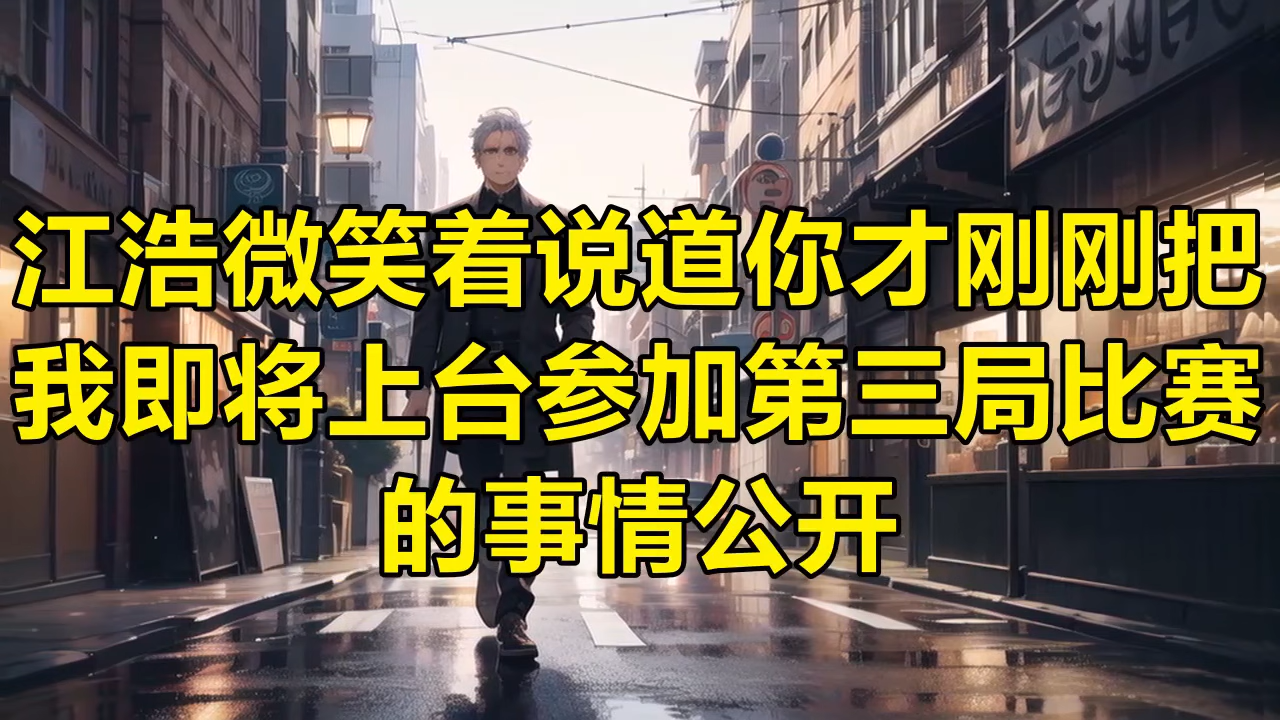 江浩微笑着说道你才刚刚把
我即将上台参加第三局比赛
的事情公开